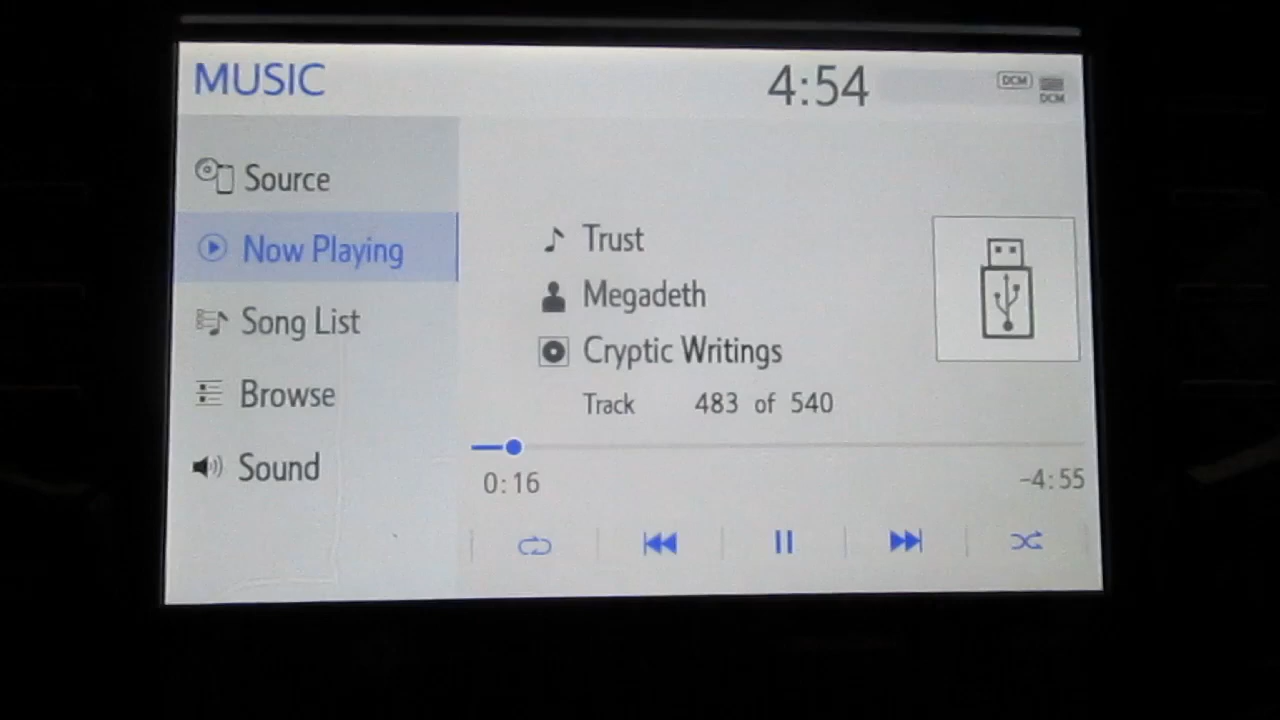 MUSIC
4:54
DCM
DCM
Source
Now Playing
Song List
Browse
Sound
Trust
Megadeth
Cryptic Writings
Track 483 of 540
0:16
-4:55